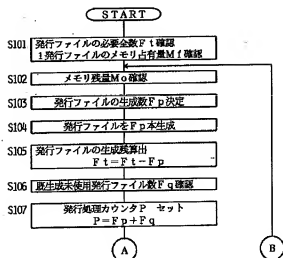 START
S101
発行ファイルの必要全数Ft確認
1発行ファイルのメモリ占有量Mf確認
S102
メモリ残量Mo確認
S103
発行ファイルの生成数Fp決定
S104
発行ファイルをFp本生成
S105
発行ファイルの生成残算出
Ft=Ft-Fp
S106
既生成未使用発行ファイル数Fq確認
S107
発行処理カウンタP セット
P=Fp+Fq
A
B